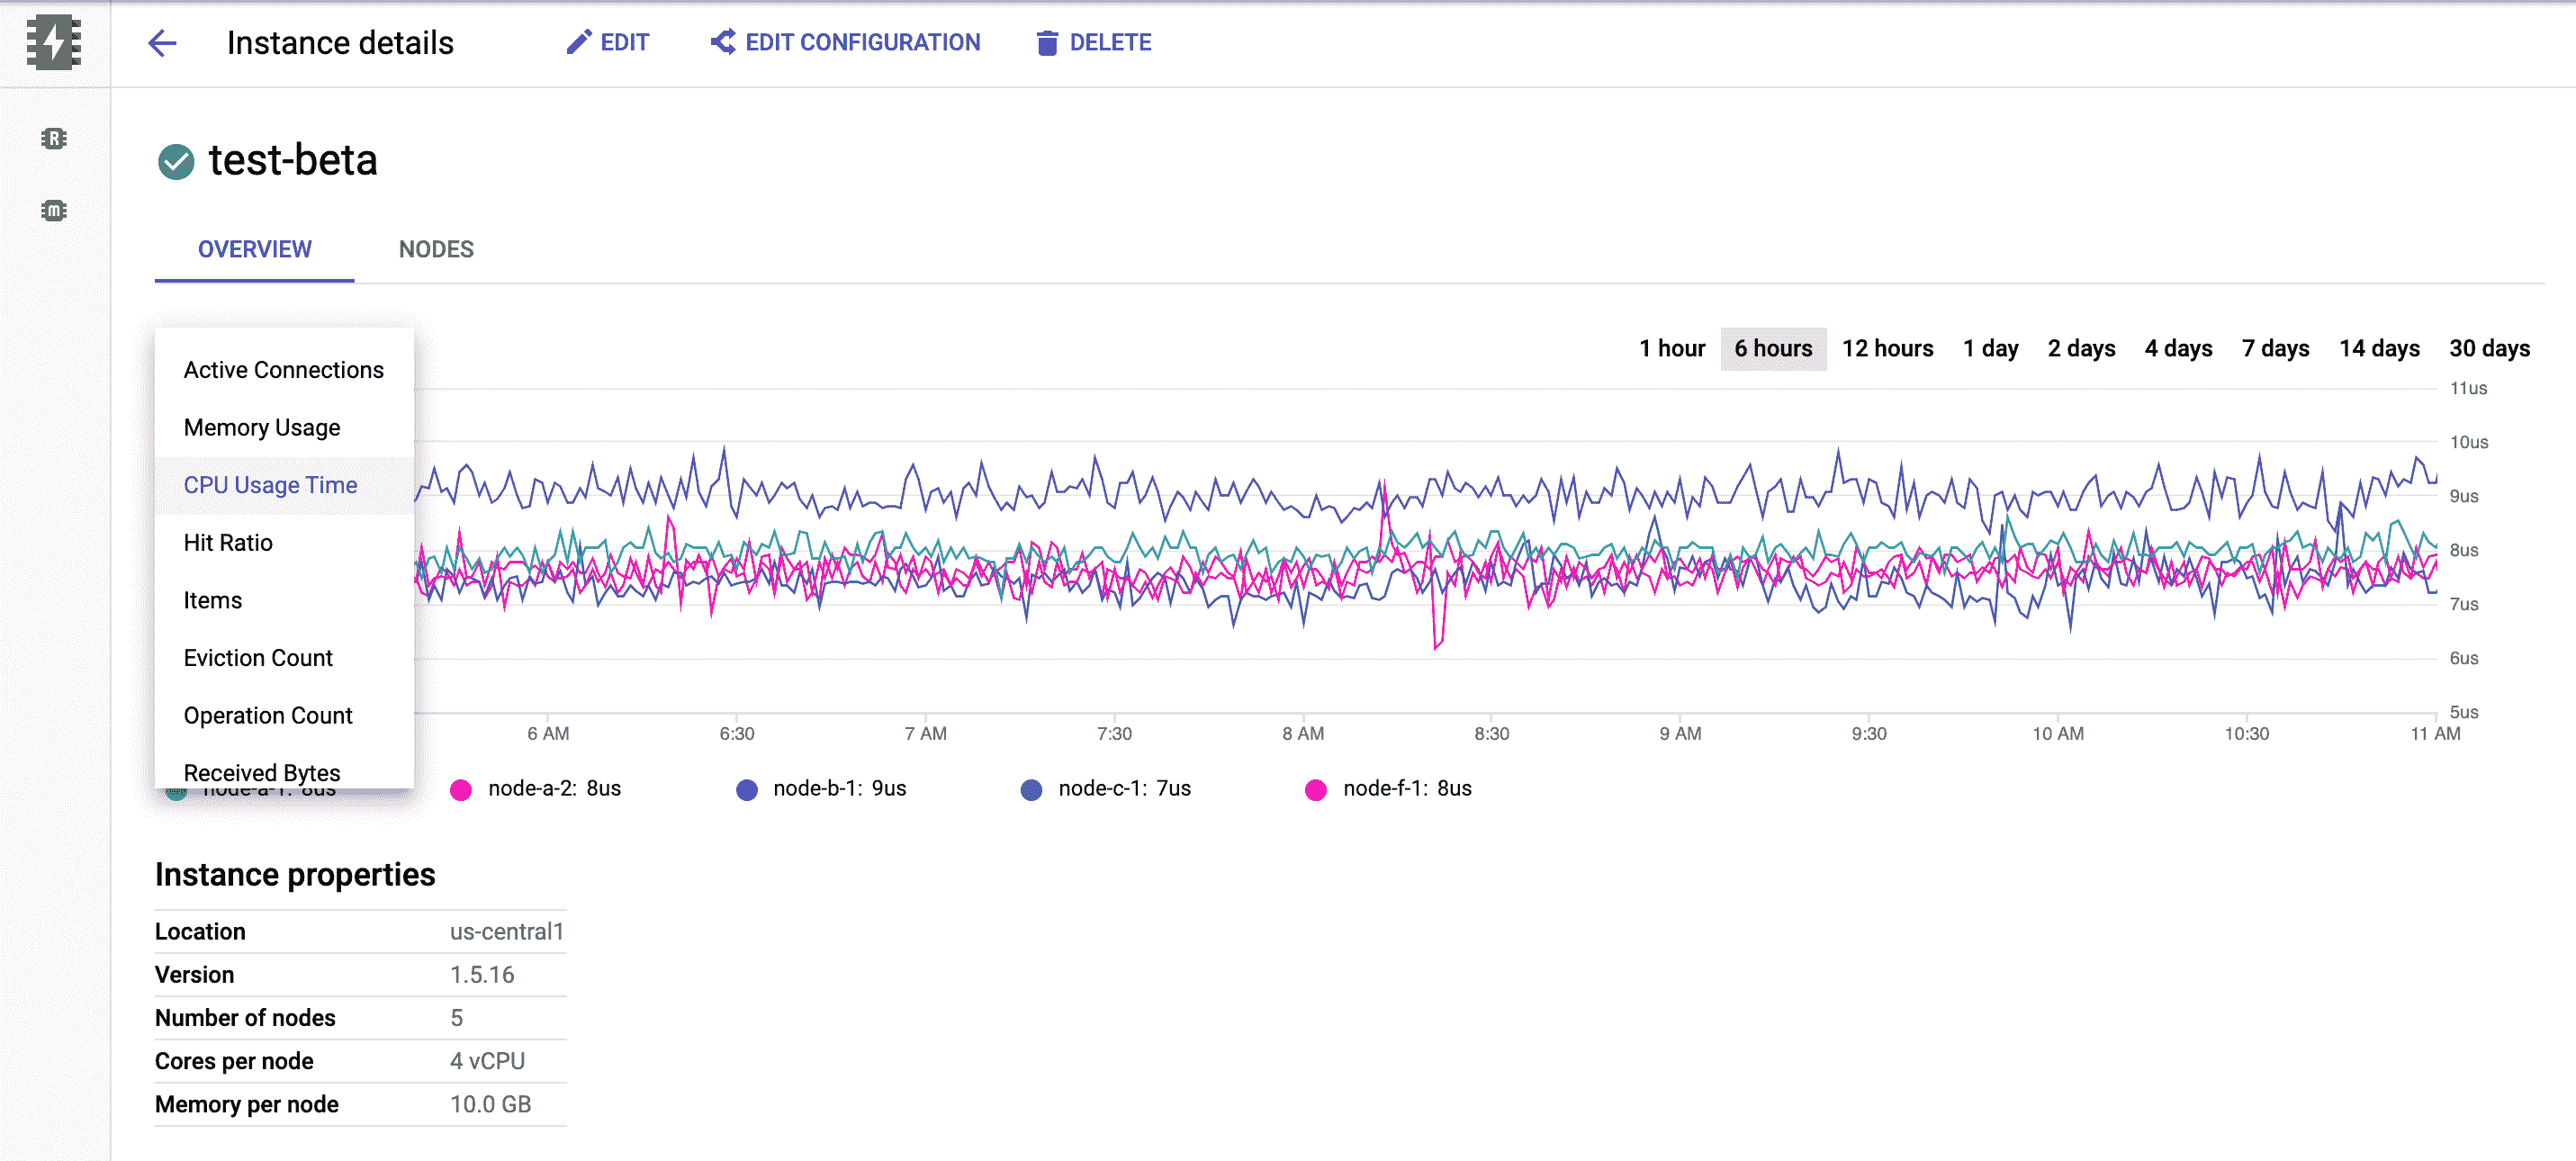 Instance details EDIT EDIT CONFIGURATION DELETE
R
m
test-beta
OVERVIEW NODES
1 hour 6 hours 12 hours 1 day 2 days 4 days 7 days 14 days 30 days
Active Connections
Memory Usage
CPU Usage Time
Hit Ratio
Items
Eviction Count
Operation Count
Received Bytes
11us
10us
9us
8us
7us
6us
5us
6 AM 6:30 7 AM 7:30 8 AM 8:30 9 AM 9:30 10 AM 10:30 11 AM
node-a-1: 8us node-a-2: 8us node-b-1: 9us node-c-1: 7us node-f-1: 8us
Instance properties
Location us-central1
Version 1.5.16
Number of nodes 5
Cores per node 4 vCPU
Memory per node 10.0 GB